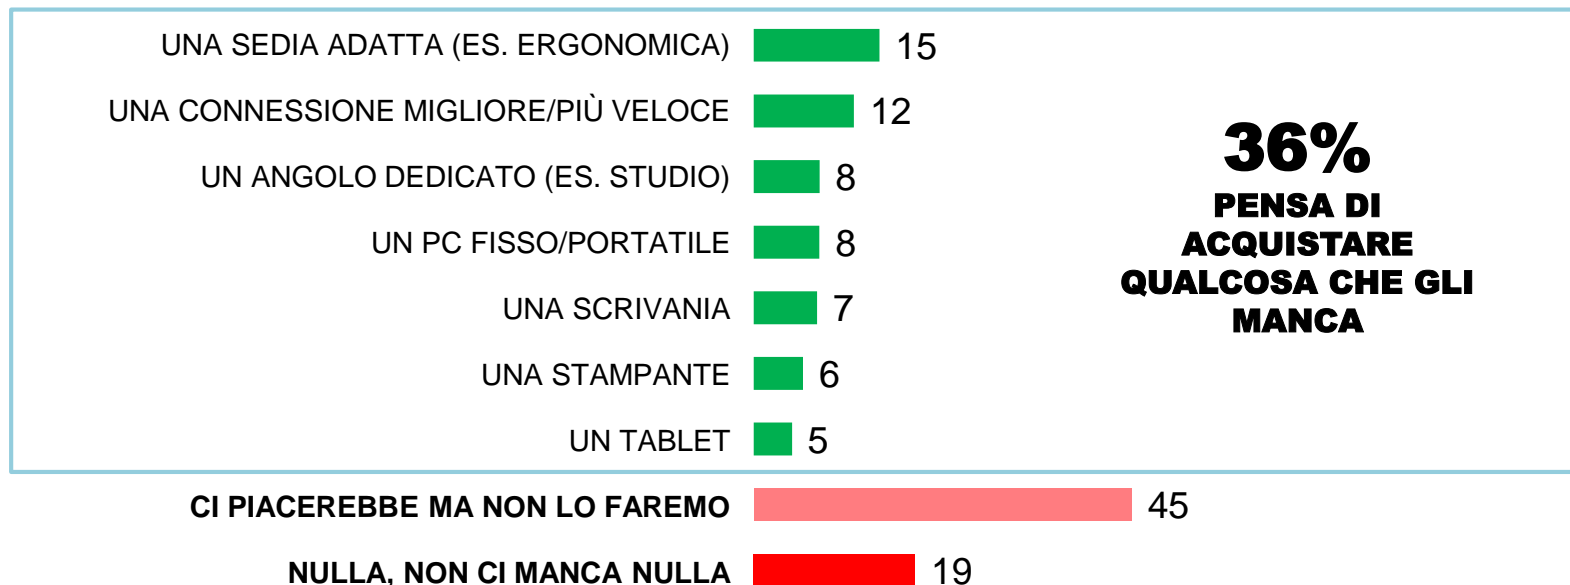 UNA SEDIA ADATTA (ES. ERGONOMICA) 15
UNA CONNESSIONE MIGLIORE/PIÙ VELOCE 12
UN ANGOLO DEDICATO (ES. STUDIO) 8
UN PC FISSO/PORTATILE 8
UNA SCRIVANIA 7
UNA STAMPANTE 6
UN TABLET 5
36%
PENSA DI
ACQUISTARE
QUALCOSA CHE GLI
MANCA
CI PIACEREBBE MA NON LO FAREMO 45
NULLA, NON CI MANCA NULLA 19